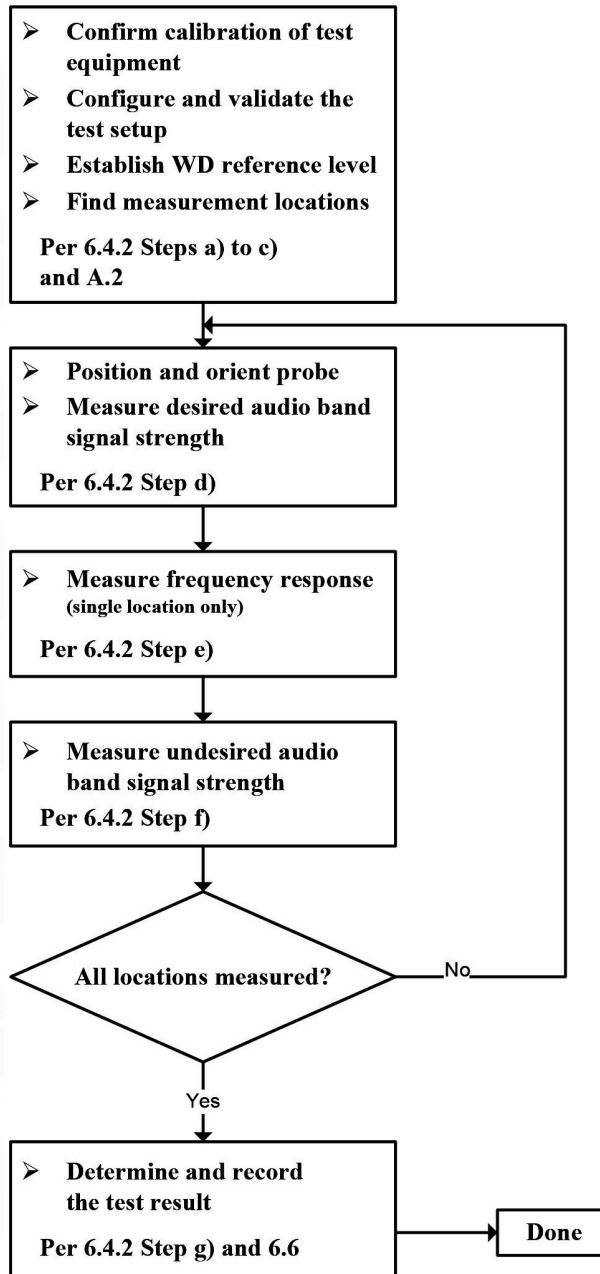 ➢ Confirm calibration of test
equipment
➢ Configure and validate the
test setup
➢ Establish WD reference level
➢ Find measurement locations
Per 6.4.2 Steps a) to c)
and A.2
➢ Position and orient probe
➢ Measure desired audio band
signal strength
Per 6.4.2 Step d)
➢ Measure frequency response
(single location only)
Per 6.4.2 Step e)
➢ Measure undesired audio
band signal strength
Per 6.4.2 Step f)
All locations measured?
No
Yes
➢ Determine and record
the test result
Per 6.4.2 Step g) and 6.6
Done